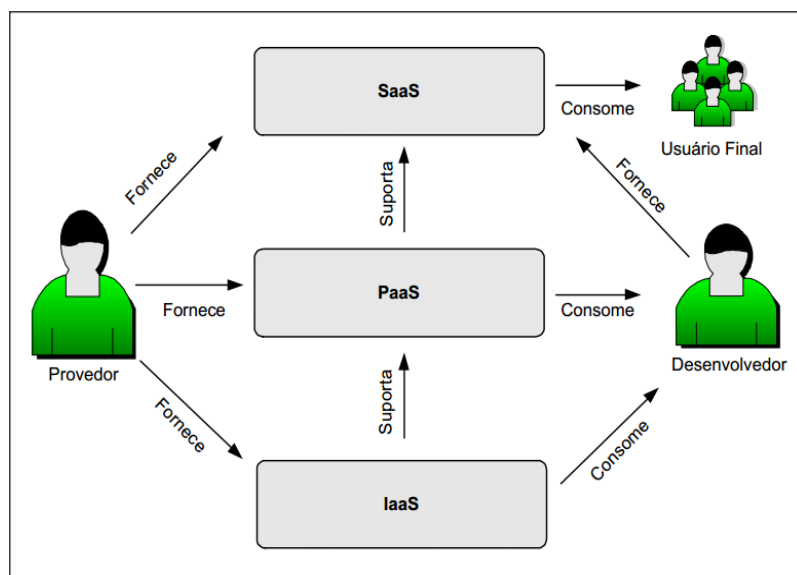 SaaS
Consome
Usuário Final
Fornece
Suporta
Fornece
PaaS
Fornece
Consome
Provedor
Desenvolvedor
Suporta
Fornece
Consome
IaaS